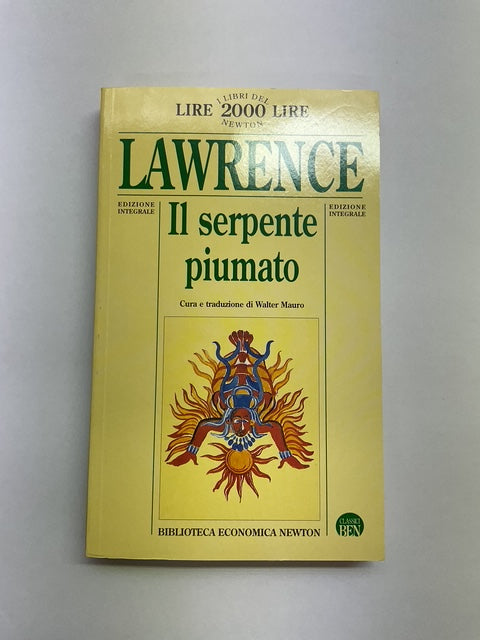 I LIBRI DEL
LIRE 2000 LIRE
NEWTON
LAWRENCE
EDIZIONE
INTEGRALE
Il serpente
piumato
EDIZIONE
INTEGRALE
Cura e traduzione di Walter Mauro
BIBLIOTECA ECONOMICA NEWTON
CLASSICI
BEN